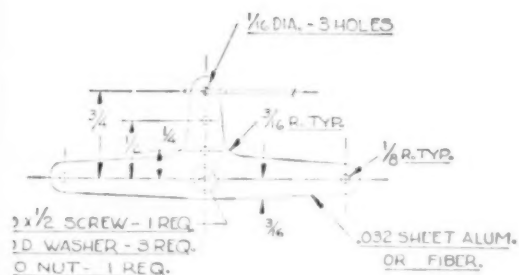 1/16 DIA. - 3 HOLES
3/4
1/2
1/4
3/16 R. TYP.
1/8 R. TYP.
3/16
x 1/2 SCREW - 1 REQ.
D WASHER - 3 REQ.
O NUT - 1 REQ.
.032 SHEET ALUM.
OR FIBER.